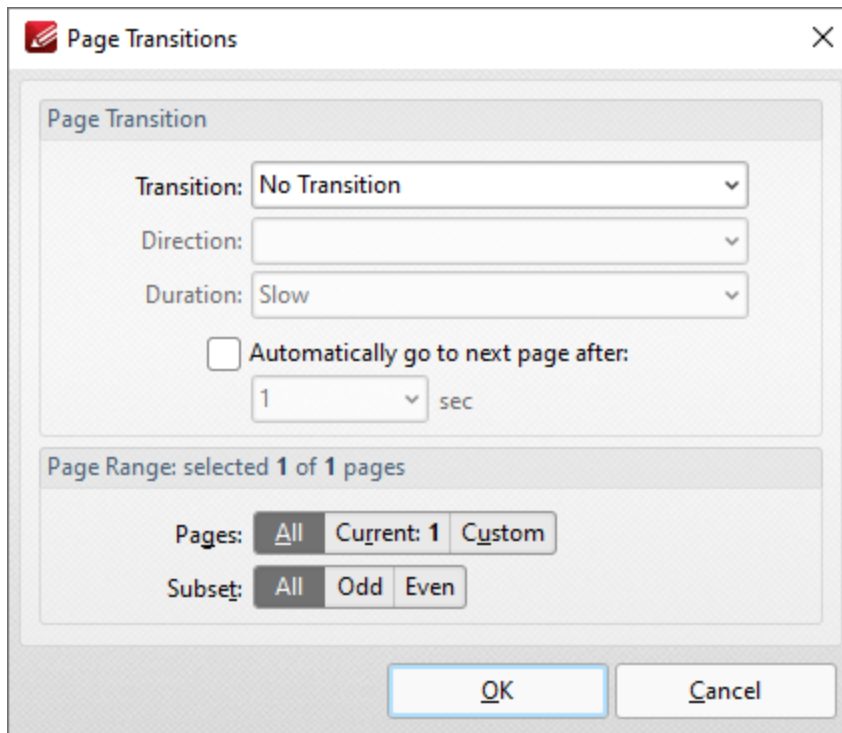 Page Transitions
Page Transition
Transition: No Transition
Direction:
Duration: Slow
Automatically go to next page after:
1 sec
Page Range: selected 1 of 1 pages
Pages: All Current: 1 Custom
Subset: All Odd Even
OK Cancel